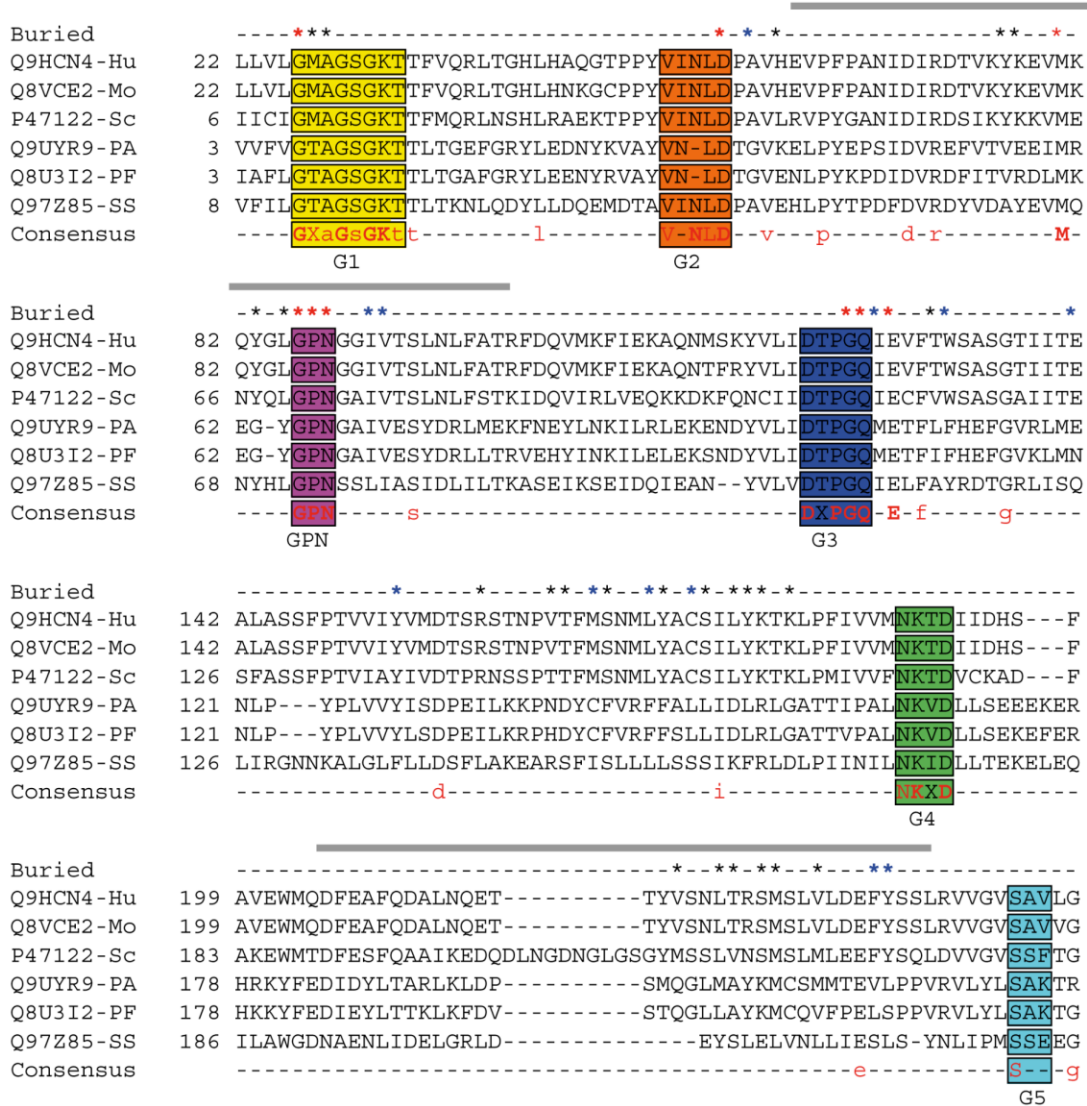 Buried ----***---------------------------*-*-*---------------**--*-
Q9HCN4-Hu 22 LLVLGMAGSGKTTFVQRLTGHLHAQGTPPYVINLDPAVHEVPFPANIDIRDTVKYKEVMK
Q8VCE2-Mo 22 LLVLGMAGSGKTTFVQRLTGHLHNKGCPPYVINLDPAVHEVPFPANIDIRDTVKYKEVMK
P47122-Sc 6 IICIGMAGSGKTTFMQRLNSHLRAEKTPPYVINLDPAVLRVPYGANIDIRDSIKYKKVME
Q9UYR9-PA 3 VVFVGTAGSGKTTLTGEFGRYLEDNYKVAYVN-LDTGVKELPYEPSIDVREFVTVEEIMR
Q8U3I2-PF 3 IAFLGTAGSGKTTLTGAFGRYLEENYRVAYVN-LDTGVENLPYKPDIDVRDFITVRDLMK
Q97Z85-SS 8 VFILGTAGSGKTTLTKNLQDYLLDQEMDTAVINLDPAVEHLPYTPDFDVRDYVDAYEVMQ
Consensus ----GXaGsGKtt--------l--------V-NLD--v---p-----d-r--------M-
G1 G2
Buried -*-****--**--------------------------------****--**--------*
Q9HCN4-Hu 82 QYGLGPNGGIVTSLNLFATRFDQVMKFIEKAQNMSKYVLIDTPGQIEVFTWSASGTIITE
Q8VCE2-Mo 82 QYGLGPNGGIVTSLNLFATRFDQVMKFIEKAQNTFRYVLIDTPGQIEVFTWSASGTIITE
P47122-Sc 66 NYQLGPNGAIVTSLNLFSTKIDQVIRLVEQKKDKFQNCIIDTPGQIECFVWSASGAIITE
Q9UYR9-PA 62 EG-YGPNGAIVESYDRLMEKFNEYLNKILRLEKENDYVLIDTPGQMETFLFHEFGVRLME
Q8U3I2-PF 62 EG-YGPNGAIVESYDRLLTRVEHYINKILELEKSNDYVLIDTPGQMETFIFHEFGVKLMN
Q97Z85-SS 68 NYHLGPNSSLIASIDLILTKASEIKSEIDQIEAN--YVLVDTPGQIELFAYRDTGRLISQ
Consensus ----GPN-----s---------------------------DXPGQ-E-f-----g-----
GPN G3
Buried -----------*-----*----**-**--**-**-***-*--------------------
Q9HCN4-Hu 142 ALASSFPTVVIYVMDTSRSTNPVTFMSNMLYACSILYKTKLPFIVVMNKTDIIDHS---F
Q8VCE2-Mo 142 ALASSFPTVVIYVMDTSRSTNPVTFMSNMLYACSILYKTKLPFIVVMNKTDIIDHS---F
P47122-Sc 126 SFASSFPTVIAYIVDTPRNSSPTTFMSNMLYACSILYKTKLPMIVVFNKTDVCKAD---F
Q9UYR9-PA 121 NLP---YPLVVYISDPEILKKPNDYCFVRFFALLIDLRLGATTIPALNKVDLLSEEEKER
Q8U3I2-PF 121 NLP---YPLVVYLSDPEILKRPHDYCFVRFFSLLIDLRLGATTVPALNKVDLLSEKEFER
Q97Z85-SS 126 LIRGNNKALGLFLLDSFLAKEARSFISLLLLSSSIKFRLDLPIINILNKIDLLTEKELEQ
Consensus --------------d-------------------i------------NKXD---------
G4
Buried -------------------------------*--**-**--*---**-------------
Q9HCN4-Hu 199 AVEWMQDFEAFQDALNQET----------TYVSNLTRSMSLVLDEFYSSLRVVGVSAVLG
Q8VCE2-Mo 199 AVEWMQDFEAFQDALNQET----------TYVSNLTRSMSLVLDEFYSSLRVVGVSAVVG
P47122-Sc 183 AKEWMTDFESFQAAIKEDQDLNGDNGLGSGYMSSLVNSMSLMLEEFYSQLDVVGVSSFTG
Q9UYR9-PA 178 HRKYFEDIDYLTARLKLDP----------SMQGLMAYKMCSMMTEVLPPVRVLYLSAKTR
Q8U3I2-PF 178 HKKYFEDIEYLTTKLKFDV----------STQGLLAYKMCQVFPELSPPVRVLYLSAKTG
Q97Z85-SS 186 ILAWGDNAENLIDELGRLD--------------EYSLELVNLLIESLS-YNLIPMSSEEG
Consensus --------------------------------------------e----------S---g
G5